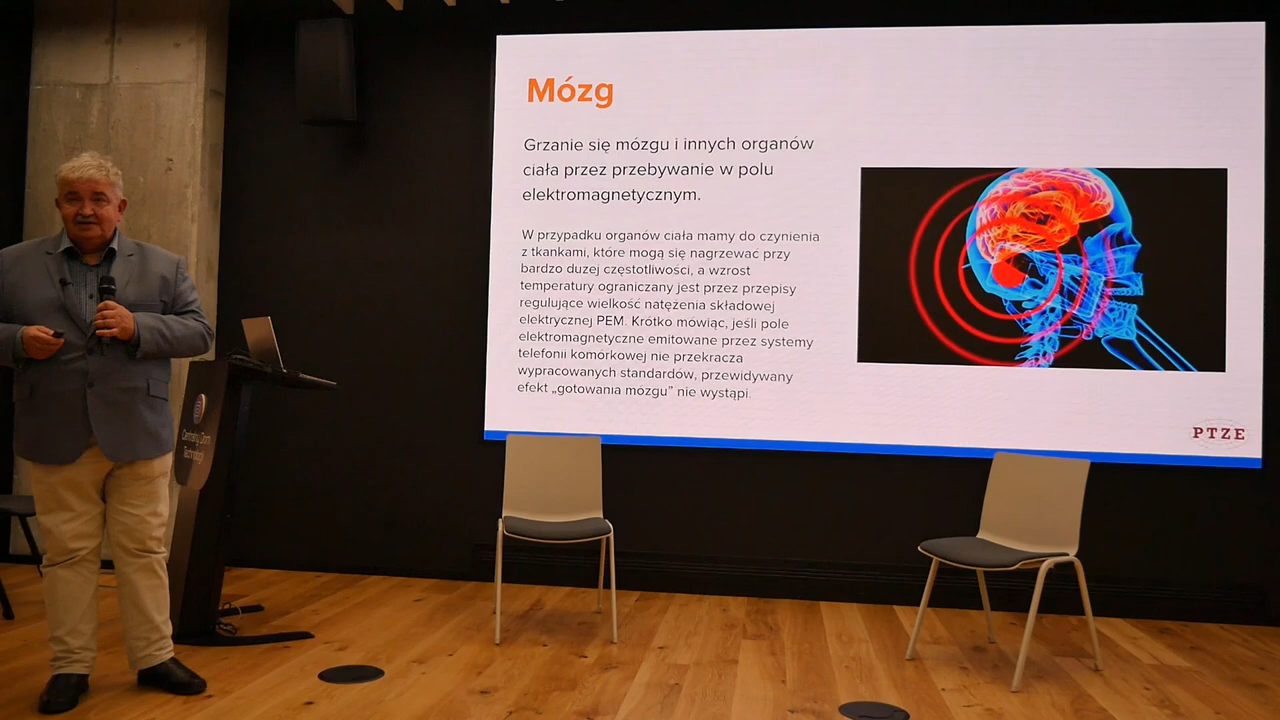 Mózg
Grzanie się mózgu i innych organów
ciała przez przebywanie w polu
elektromagnetycznym.
W przypadku organów ciała mamy do czynienia
z tkankami, które mogą się nagrzewać przy
bardzo dużej częstotliwości, a wzrost
temperatury ograniczany jest przez przepisy
regulujące wielkość natężenia składowej
elektrycznej PEM. Krótko mówiąc, jeśli pole
elektromagnetyczne emitowane przez systemy
telefonii komórkowej nie przekracza
wypracowanych standardów, przewidywany
efekt „gotowania mózgu” nie wystąpi.
PTZE
Centralny Dom
Technologii